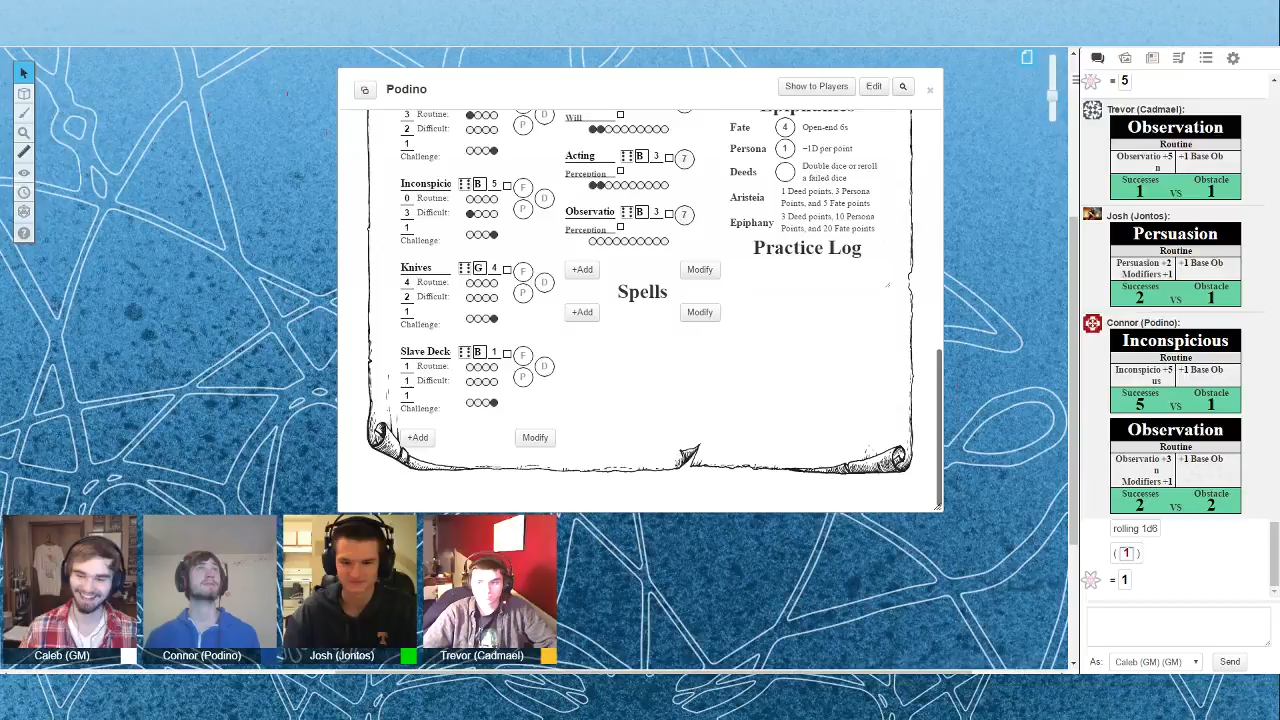 Podino
Show to Players
Edit
3 Routine:
2 Difficult:
1
Challenge:
F
P
D
Inconspicio B 5
0 Routine:
3 Difficult:
1
Challenge:
F
P
D
Knives G 4
4 Routine:
2 Difficult:
1
Challenge:
F
P
D
Slave Deck B 1
1 Routine:
1 Difficult:
1
Challenge:
F
P
D
+Add
Modify
Will
Acting B 3 7
Perception
Observatio B 3 7
Perception
+Add
Modify
Spells
+Add
Modify
Epiphanies
Fate 4 Open-end 6s
Persona 1 ~1D per point
Deeds Double dice or reroll
a failed dice
Aristeia 1 Deed points, 3 Persona
Points, and 5 Fate points
Epiphany 3 Deed points, 10 Persona
Points, and 20 Fate points
Practice Log
= 5
Trevor (Cadmael):
Observation
Routine
Observatio +5
n
+1 Base Ob
Successes
1
VS
Obstacle
1
Josh (Jontos):
Persuasion
Routine
Persuasion +2
Modifiers +1
+1 Base Ob
Successes
2
VS
Obstacle
1
Connor (Podino):
Inconspicious
Routine
Inconspicio +5
us
+1 Base Ob
Successes
5
VS
Obstacle
1
Observation
Routine
Observatio +3
n
Modifiers +1
+1 Base Ob
Successes
2
VS
Obstacle
2
rolling 1d6
( 1 )
= 1
As: Caleb (GM) (GM)
Send
Caleb (GM)
Connor (Podino)
Josh (Jontos)
Trevor (Cadmael)